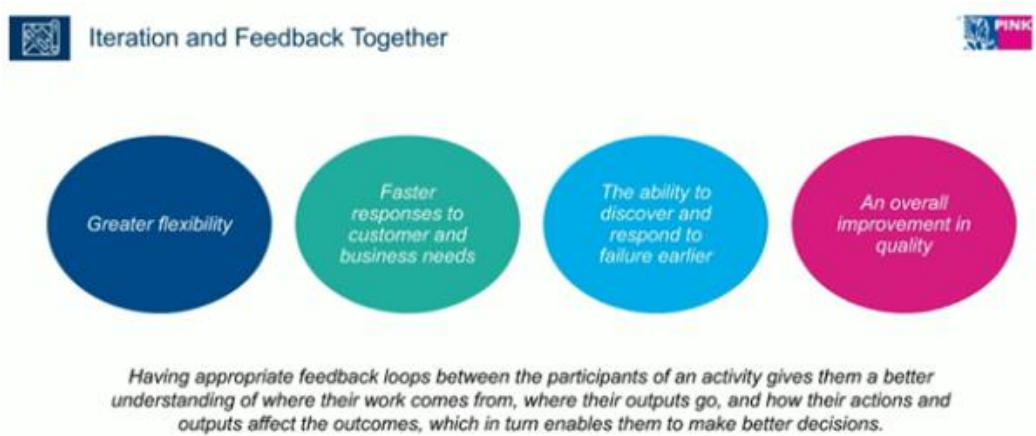 Iteration and Feedback Together
PINK
Greater flexibility
Faster
responses to
customer and
business needs
The ability to
discover and
respond to
failure earlier
An overall
improvement in
quality
Having appropriate feedback loops between the participants of an activity gives them a better
understanding of where their work comes from, where their outputs go, and how their actions and
outputs affect the outcomes, which in turn enables them to make better decisions.